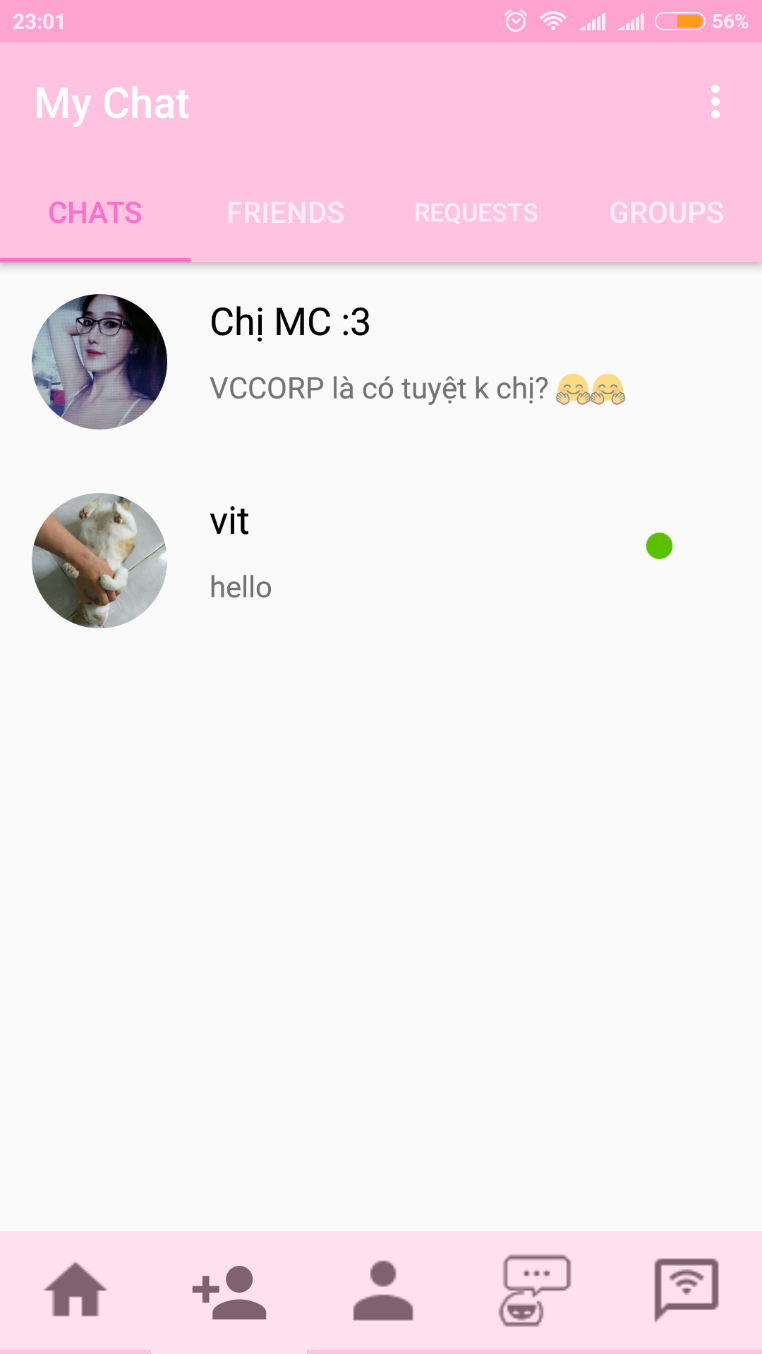 23:01 56%
My Chat
CHATS FRIENDS REQUESTS GROUPS
Chị MC :3
VCCORP là có tuyệt k chị? 🤗🤗
vit
hello